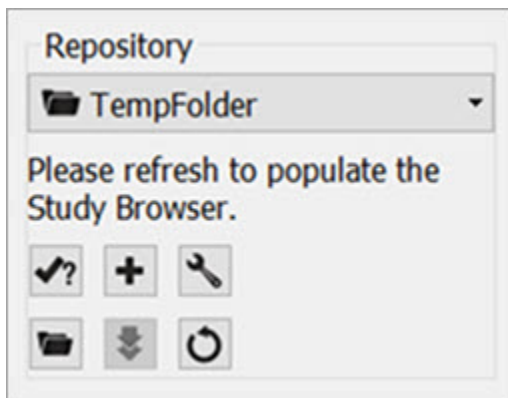 Repository
TempFolder
Please refresh to populate the
Study Browser.
?